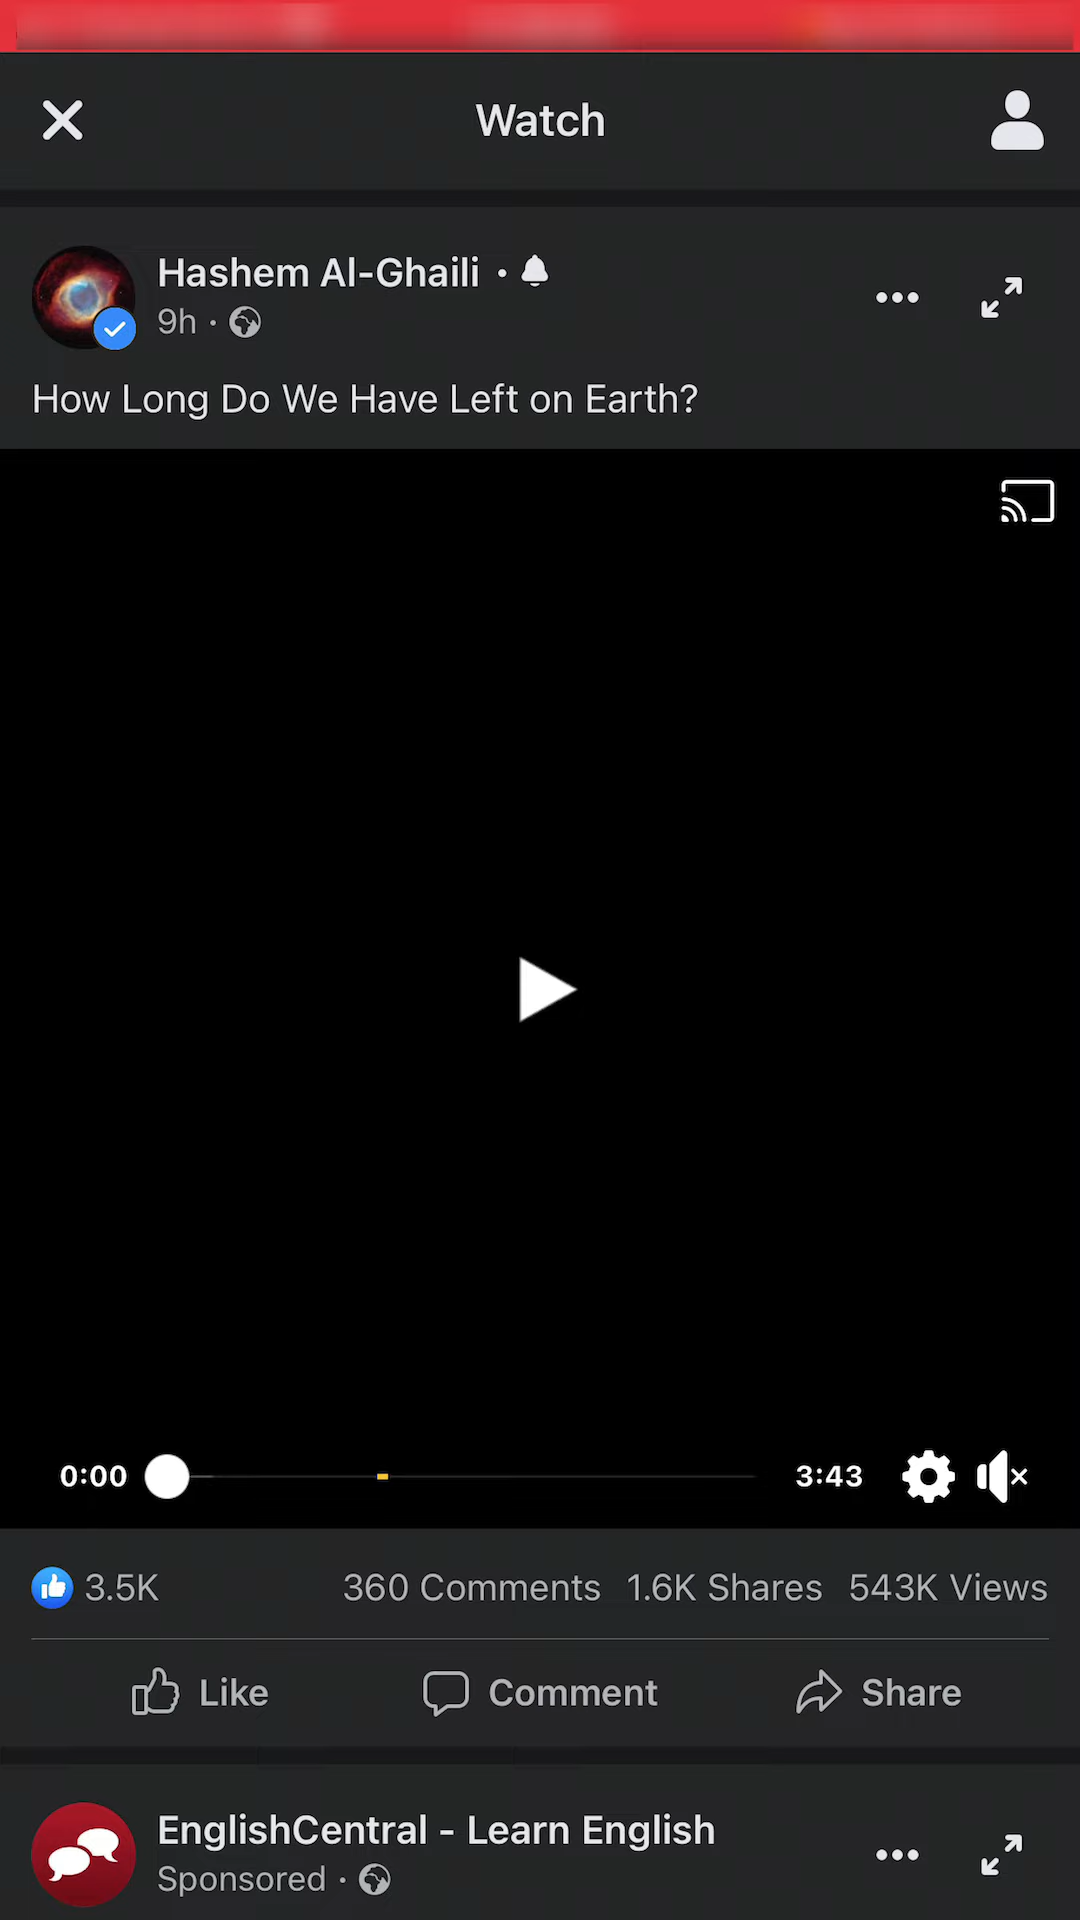 Watch
Hashem Al-Ghaili ·
9h ·
How Long Do We Have Left on Earth?
0:00
3:43
3.5K
360 Comments 1.6K Shares 543K Views
Like
Comment
Share
EnglishCentral - Learn English
Sponsored ·